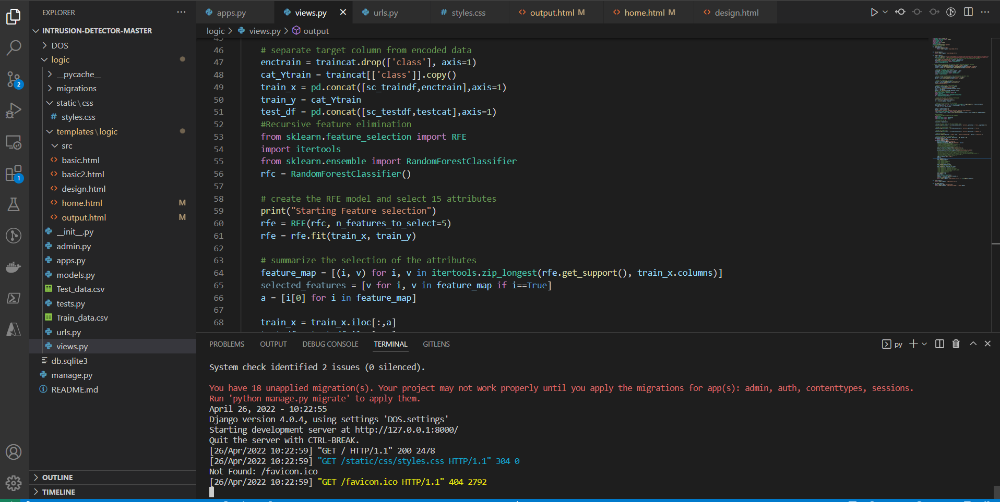 EXPLORER
INTRUSION-DETECTOR-MASTER
DOS
logic
__pycache__
migrations
static\css
# styles.css
templates\logic
src
<> basic.html
<> basic2.html
<> design.html
<> home.html M
<> output.html M
__init__.py
admin.py
apps.py
models.py
Test_data.csv
tests.py
Train_data.csv
urls.py
views.py
db.sqlite3
manage.py
README.md
OUTLINE
TIMELINE
2
1
apps.py
views.py
urls.py
# styles.css
<> output.html M
<> home.html M
<> design.html
logic > views.py > output
45
46 # separate target column from encoded data
47 enctrain = traincat.drop(['class'], axis=1)
48 cat_Ytrain = traincat[['class']].copy()
49 train_x = pd.concat([sc_traindf,enctrain],axis=1)
50 train_y = cat_Ytrain
51 test_df = pd.concat([sc_testdf,testcat],axis=1)
52 #Recursive feature elimination
53 from sklearn.feature_selection import RFE
54 import itertools
55 from sklearn.ensemble import RandomForestClassifier
56 rfc = RandomForestClassifier()
57
58 # create the RFE model and select 15 attributes
59 print("Starting Feature selection")
60 rfe = RFE(rfc, n_features_to_select=5)
61 rfe = rfe.fit(train_x, train_y)
62
63 # summarize the selection of the attributes
64 feature_map = [(i, v) for i, v in itertools.zip_longest(rfe.get_support(), train_x.columns)]
65 selected_features = [v for i, v in feature_map if i==True]
66 a = [i[0] for i in feature_map]
67
68 train_x = train_x.iloc[:,a]
PROBLEMS OUTPUT DEBUG CONSOLE TERMINAL GITLENS
py
System check identified 2 issues (0 silenced).
You have 18 unapplied migration(s). Your project may not work properly until you apply the migrations for app(s): admin, auth, contenttypes, sessions.
Run 'python manage.py migrate' to apply them.
April 26, 2022 - 10:22:55
Django version 4.0.4, using settings 'DOS.settings'
Starting development server at http://127.0.0.1:8000/
Quit the server with CTRL-BREAK.
[26/Apr/2022 10:22:59] "GET / HTTP/1.1" 200 2478
[26/Apr/2022 10:22:59] "GET /static/css/styles.css HTTP/1.1" 304 0
Not Found: /favicon.ico
[26/Apr/2022 10:22:59] "GET /favicon.ico HTTP/1.1" 404 2792